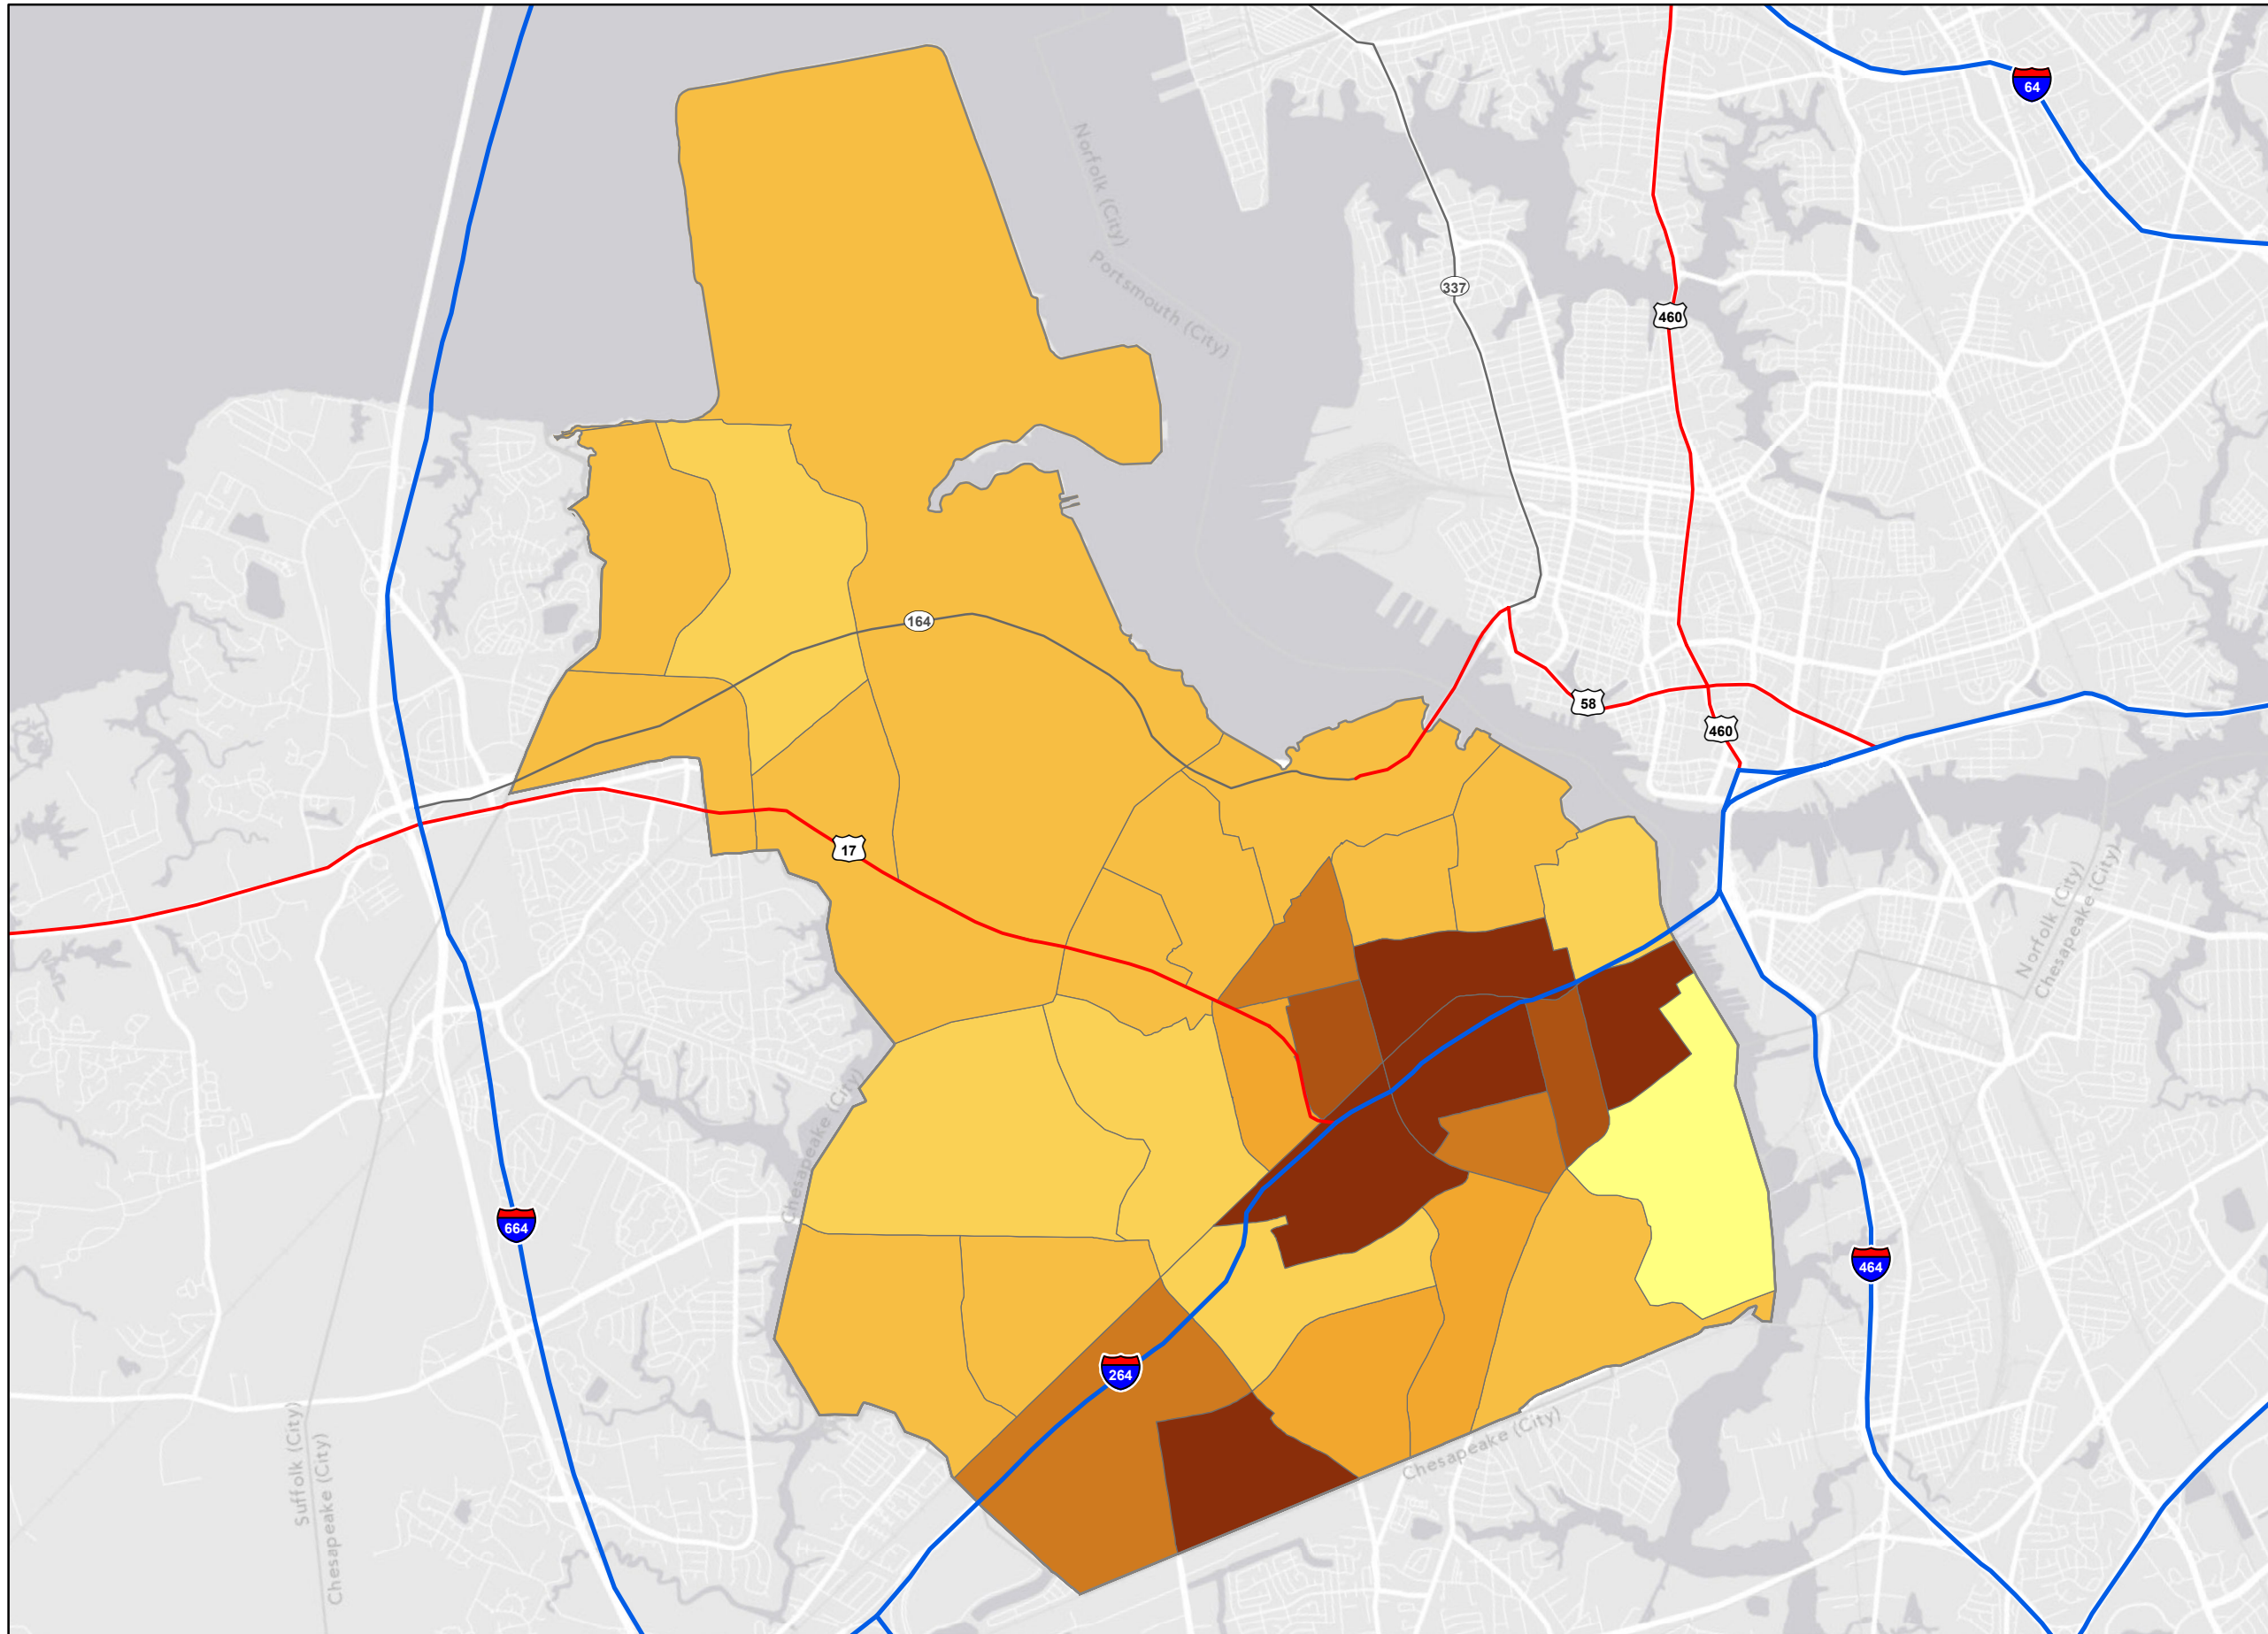 64
Norfolk (City)
Portsmouth (City)
337
460
164
58
460
17
Norfolk (City)
Chesapeake (City)
Chesapeake (City)
664
464
264
Chesapeake (City)
Suffolk (City)
Chesapeake (City)